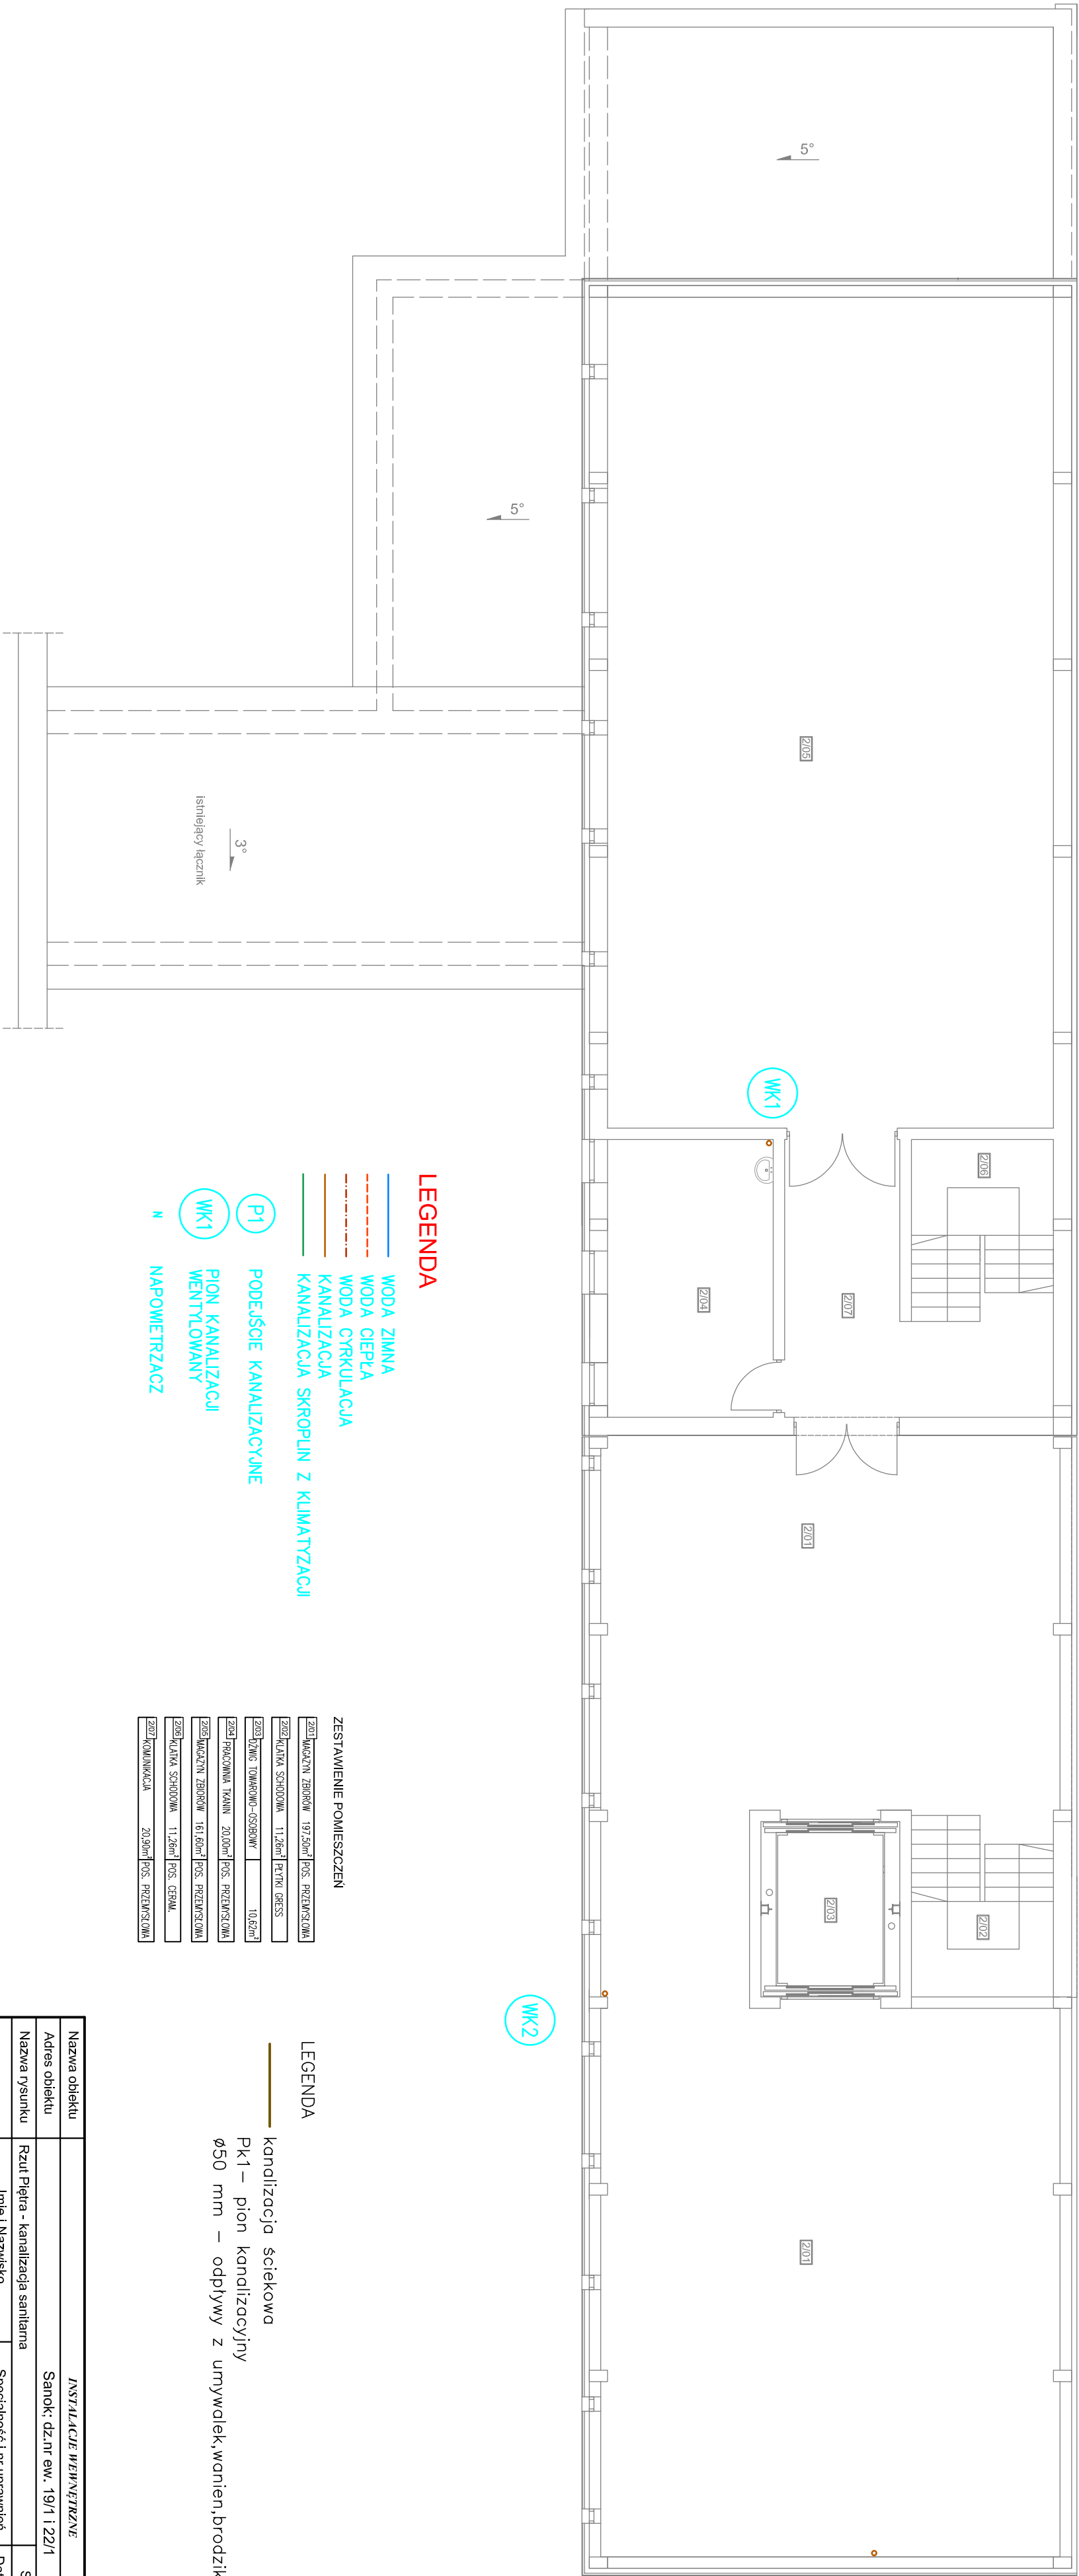 5°
5°
3°
istniejący łącznik
2/05
WK1
2/06
2/07
2/04
2/01
2/02
2/03
2/01
WK2
LEGENDA
WODA ZIMNA
WODA CIEPŁA
WODA CYRKULACJA
KANALIZACJA
KANALIZACJA SKROPLIN Z KLIMATYZACJI
P1 PODEJŚCIE KANALIZACYJNE
WK1 PION KANALIZACJI
WENTYLOWANY
N NAPOWIETRZACZ
ZESTAWIENIE POMIESZCZEŃ
2/01 MAGAZYN ZBIORÓW 197,50m² POS. PRZEMYSŁOWA
2/02 KLATKA SCHODOWA 11,26m² PŁYTKI GRESS
2/03 DŹWIG TOWAROWO-OSOBOWY 10,62m²
2/04 PRACOWNIA TKANIN 20,00m² POS. PRZEMYSŁOWA
2/05 MAGAZYN ZBIORÓW 161,60m² POS. PRZEMYSŁOWA
2/06 KLATKA SCHODOWA 11,26m² POS. CERAM.
2/07 KOMUNIKACJA 20,90m² POS. PRZEMYSŁOWA
LEGENDA
kanalizacja ściekowa
Pk1– pion kanalizacyjny
Ø50 mm – odpływy z umywalek,wanien,brodzik
Nazwa obiektu INSTALACJE WEWNĘTRZNE
Adres obiektu Sanok; dz.nr ew. 19/1 i 22/1
Nazwa rysunku Rzut Piętra - kanalizacja sanitarna
Imię i Nazwisko Specjalność i nr uprawnień